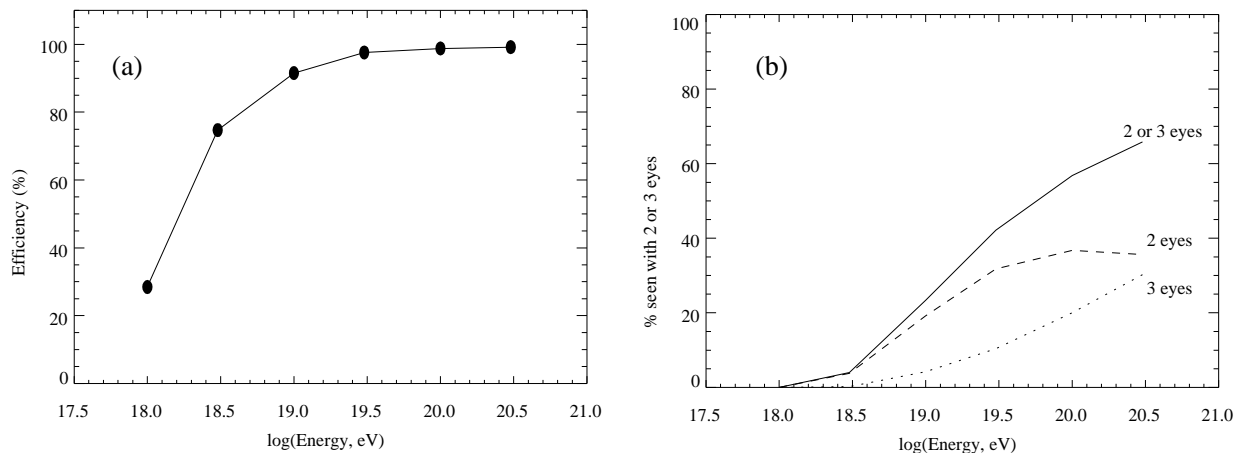 (a)
Efficiency (%)
100
80
60
40
20
0
17.5 18.0 18.5 19.0 19.5 20.0 20.5 21.0
log(Energy, eV)
(b)
% seen with 2 or 3 eyes
100
80
60
40
20
0
2 or 3 eyes
2 eyes
3 eyes
17.5 18.0 18.5 19.0 19.5 20.0 20.5 21.0
log(Energy, eV)